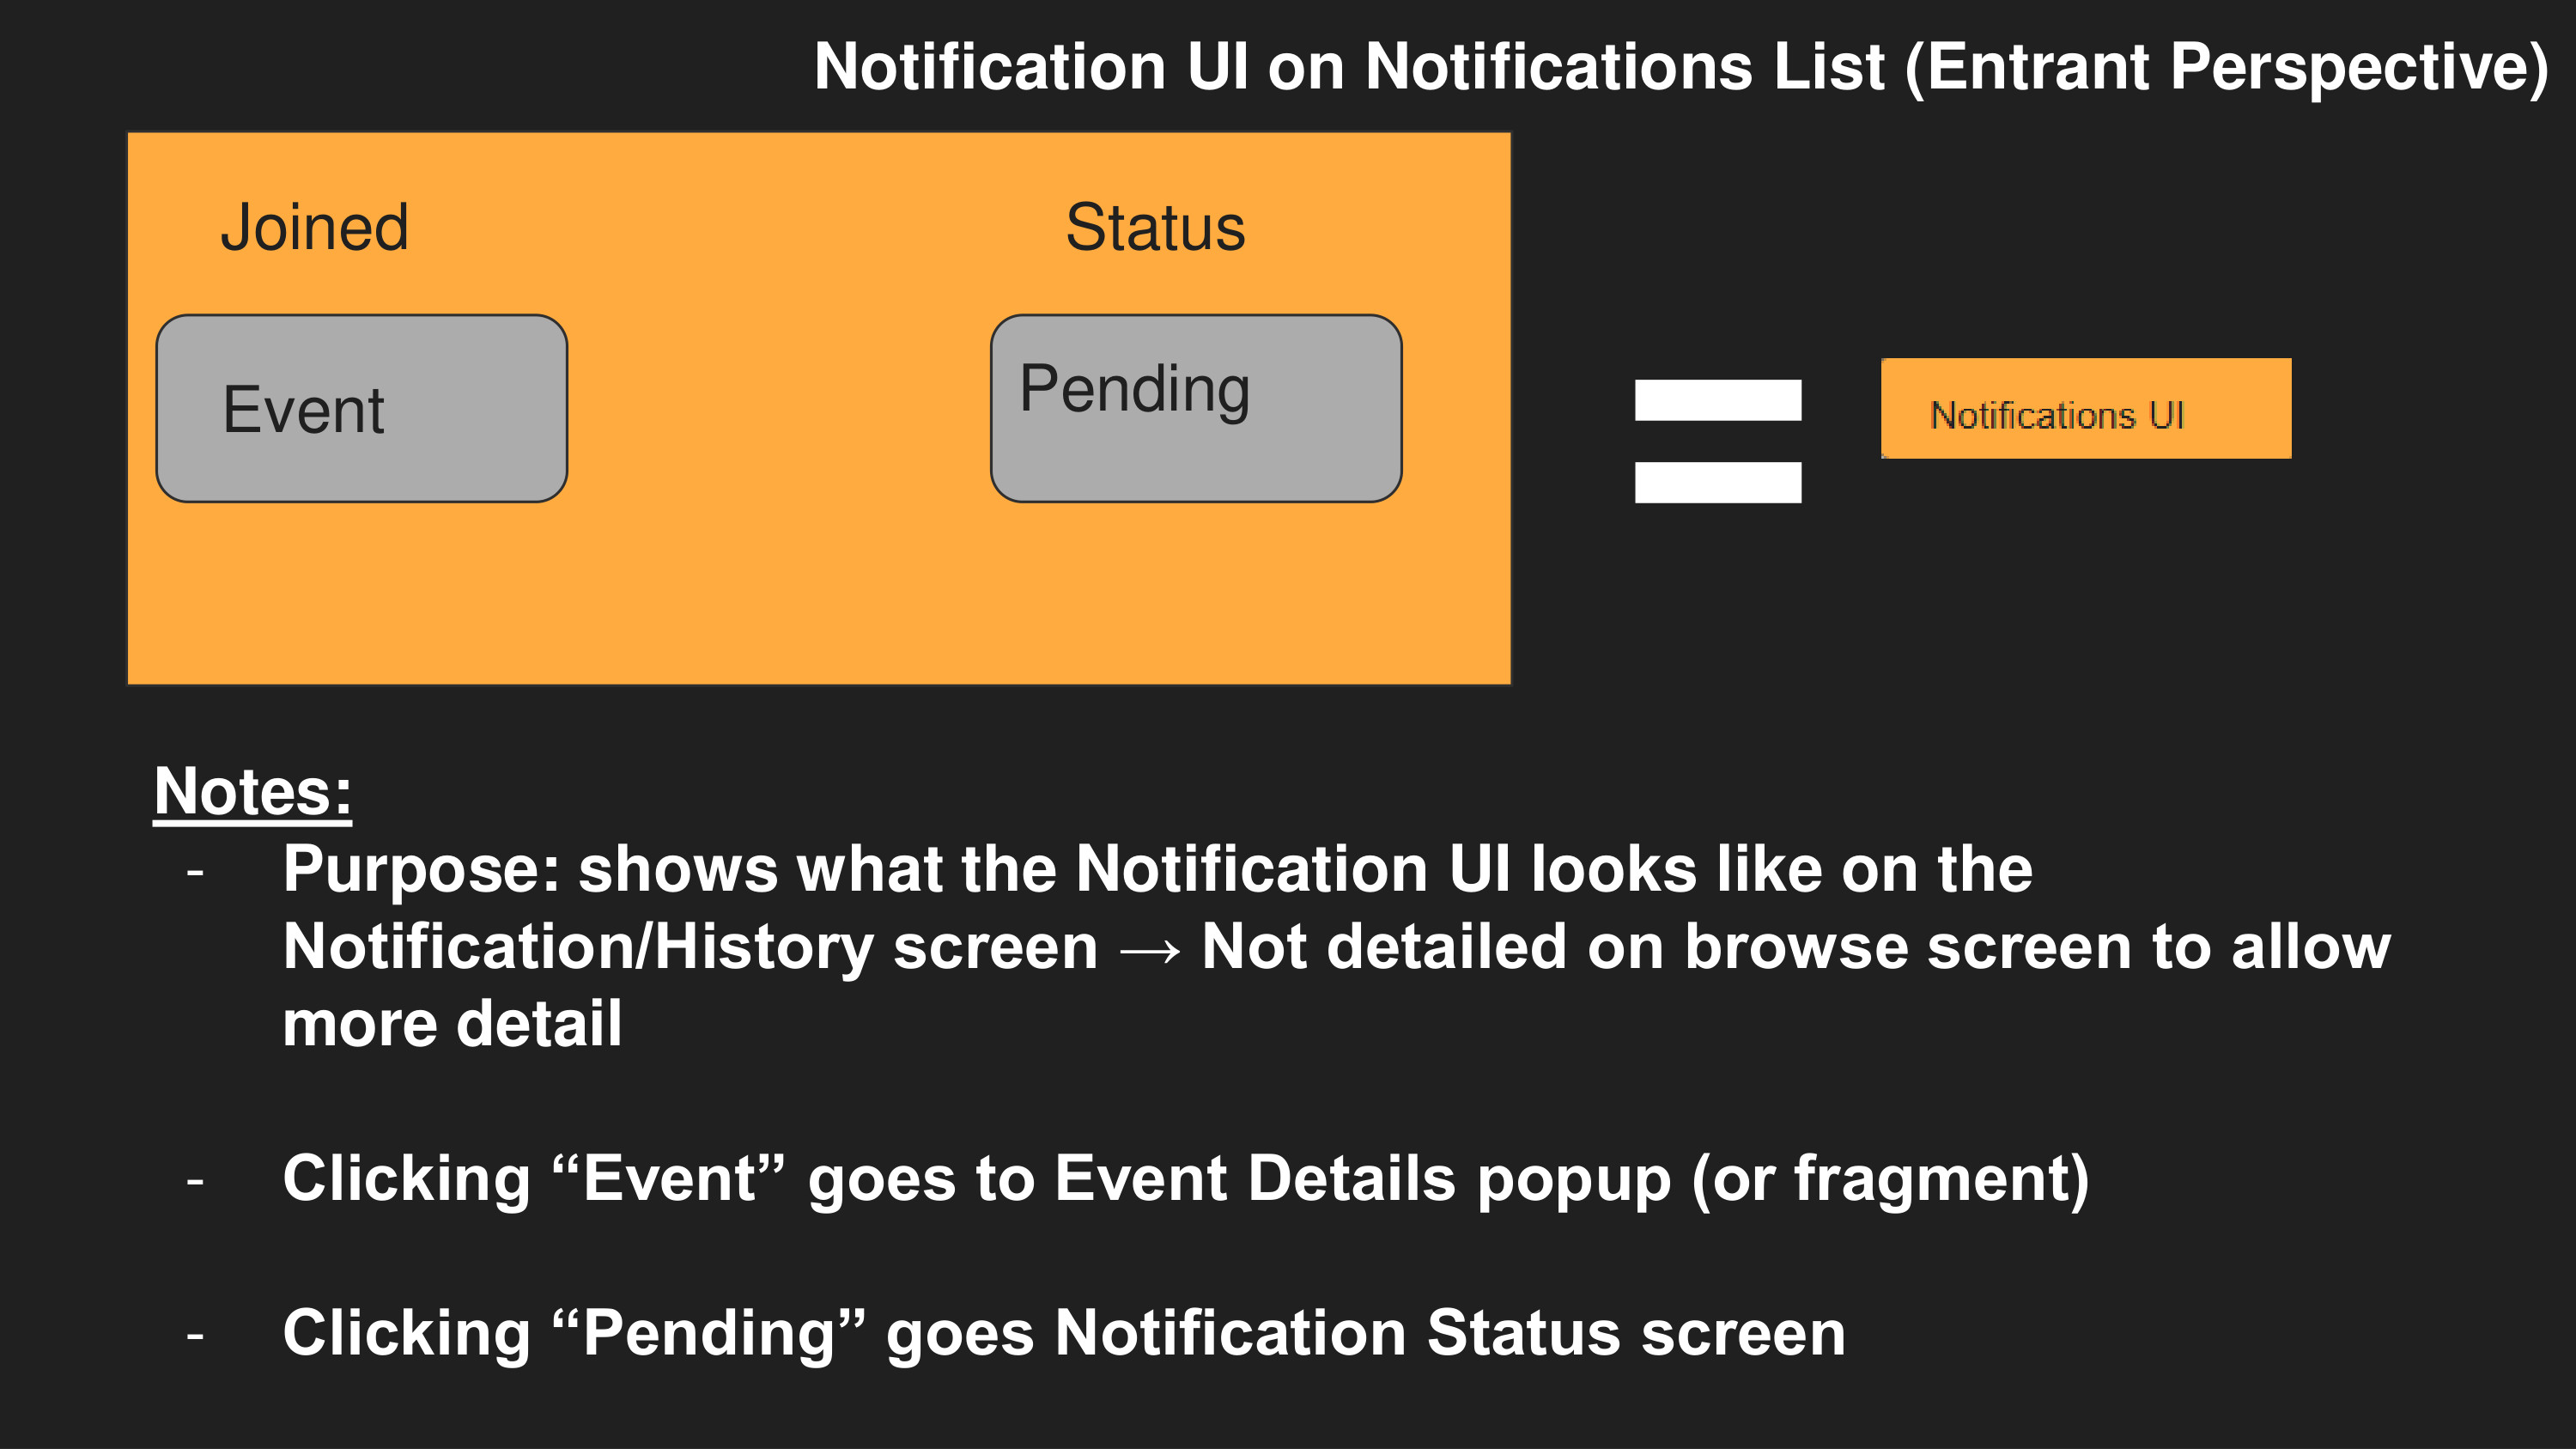 Notification UI on Notifications List (Entrant Perspective)
Joined
Status
Event
Pending
Notifications UI
Notes:
- Purpose: shows what the Notification UI looks like on the
Notification/History screen → Not detailed on browse screen to allow
more detail
- Clicking “Event” goes to Event Details popup (or fragment)
- Clicking “Pending” goes Notification Status screen